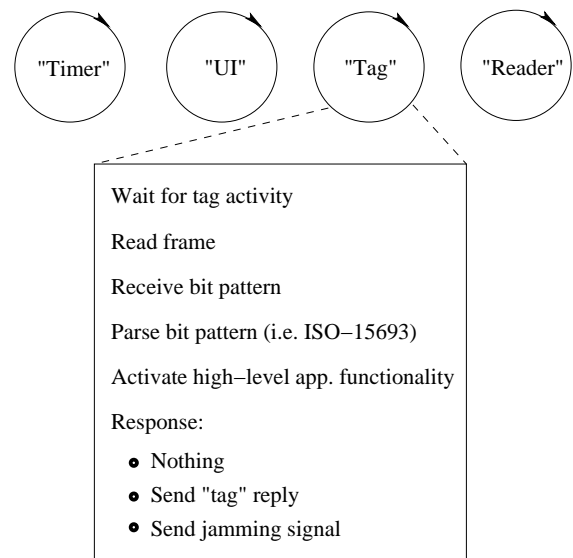 "Timer" "UI" "Tag" "Reader"
Wait for tag activity
Read frame
Receive bit pattern
Parse bit pattern (i.e. ISO−15693)
Activate high−level app. functionality
Response:
Nothing
Send "tag" reply
Send jamming signal